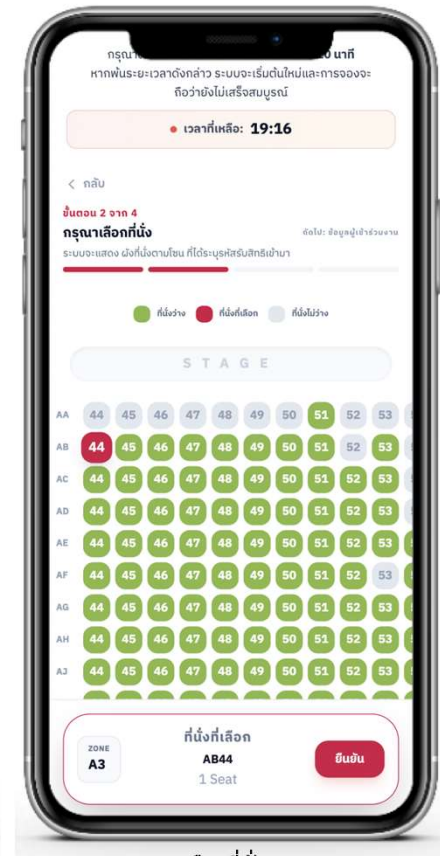 กรุณา นาที
หากพ้นระยะเวลาดังกล่าว ระบบจะเริ่มต้นใหม่และการจองจะ
ถือว่ายังไม่เสร็จสมบูรณ์
เวลาที่เหลือ: 19:16
< กลับ
ขั้นตอน 2 จาก 4
กรุณาเลือกที่นั่ง ถัดไป: ข้อมูลผู้เข้าร่วมงาน
ระบบจะแสดง ผังที่นั่งตามโซน ที่ได้ระบุรหัสรับสิทธิเข้ามา
ที่นั่งว่าง ที่นั่งที่เลือก ที่นั่งไม่ว่าง
STAGE
AA 44 45 46 47 48 49 50 51 52 53
AB 44 45 46 47 48 49 50 51 52 53
AC 44 45 46 47 48 49 50 51 52 53
AD 44 45 46 47 48 49 50 51 52 53
AE 44 45 46 47 48 49 50 51 52 53
AF 44 45 46 47 48 49 50 51 52 53
AG 44 45 46 47 48 49 50 51 52 53
AH 44 45 46 47 48 49 50 51 52 53
AJ 44 45 46 47 48 49 50 51 52 53
ที่นั่งที่เลือก
ZONE
A3
AB44
1 Seat
ยืนยัน